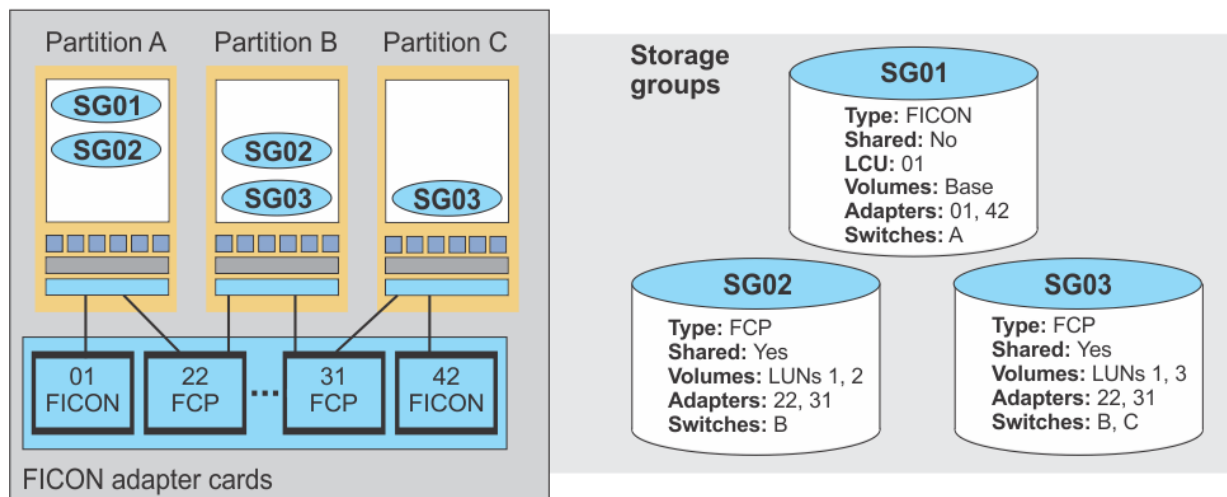 Partition A
Partition B
Partition C
SG01
SG02
SG02
SG03
SG03
01
FICON
22
FCP
...
31
FCP
42
FICON
FICON adapter cards
Storage
groups
SG01
Type: FICON
Shared: No
LCU: 01
Volumes: Base
Adapters: 01, 42
Switches: A
SG02
Type: FCP
Shared: Yes
Volumes: LUNs 1, 2
Adapters: 22, 31
Switches: B
SG03
Type: FCP
Shared: Yes
Volumes: LUNs 1, 3
Adapters: 22, 31
Switches: B, C